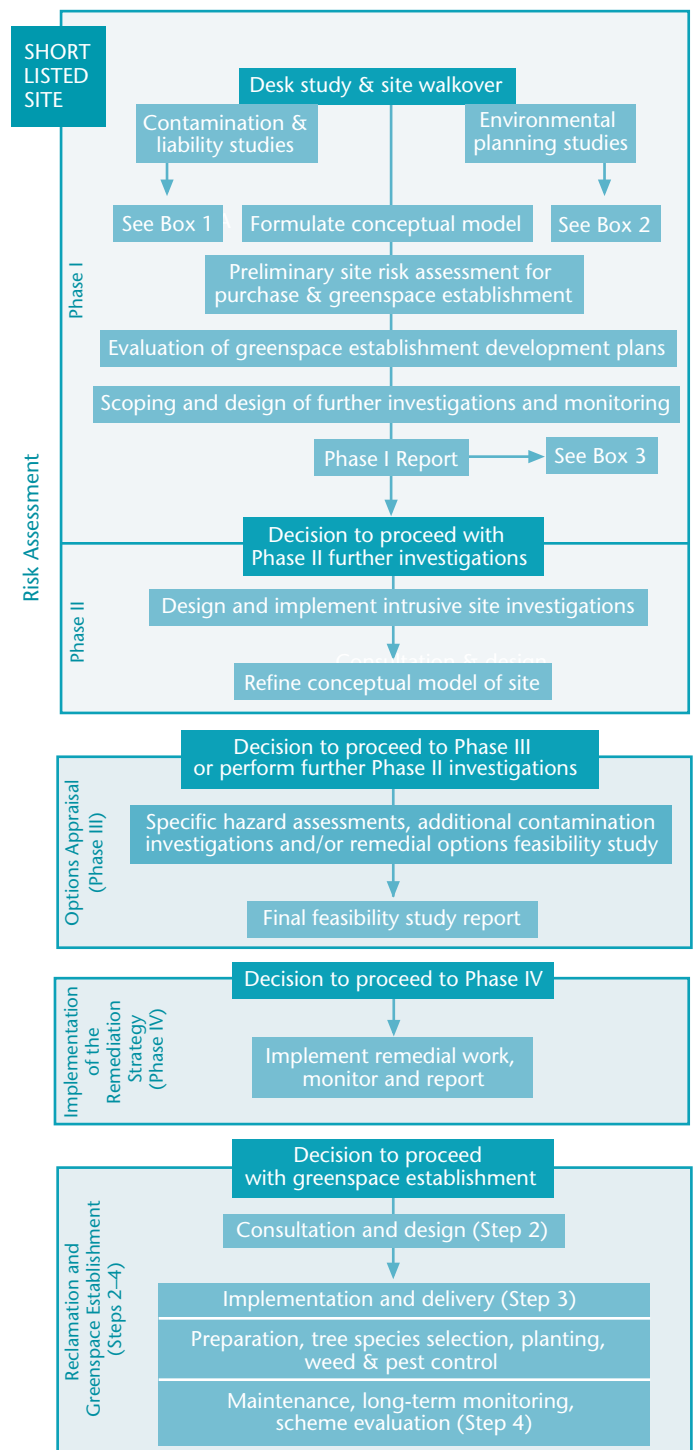 SHORT
LISTED
SITE
Desk study & site walkover
Contamination &
liability studies
Environmental
planning studies
See Box 1
A
Formulate conceptual model
See Box 2
Preliminary site risk assessment for
purchase & greenspace establishment
Evaluation of greenspace establishment development plans
Scoping and design of further investigations and monitoring
Phase I Report
See Box 3
Phase I
Risk Assessment
Decision to proceed with
Phase II further investigations
Design and implement intrusive site investigations
Consultation & design
Refine conceptual model of site
Phase II
Decision to proceed to Phase III
or perform further Phase II investigations
Specific hazard assessments, additional contamination
investigations and/or remedial options feasibility study
Final feasibility study report
Options Appraisal
(Phase III)
Decision to proceed to Phase IV
Implement remedial work,
monitor and report
Implementation
of the
Remediation
Strategy
(Phase IV)
Decision to proceed
with greenspace establishment
Consultation and design (Step 2)
Implementation and delivery (Step 3)
Preparation, tree species selection, planting,
weed & pest control
Maintenance, long-term monitoring,
scheme evaluation (Step 4)
Reclamation and
Greenspace Establishment
(Steps 2–4)